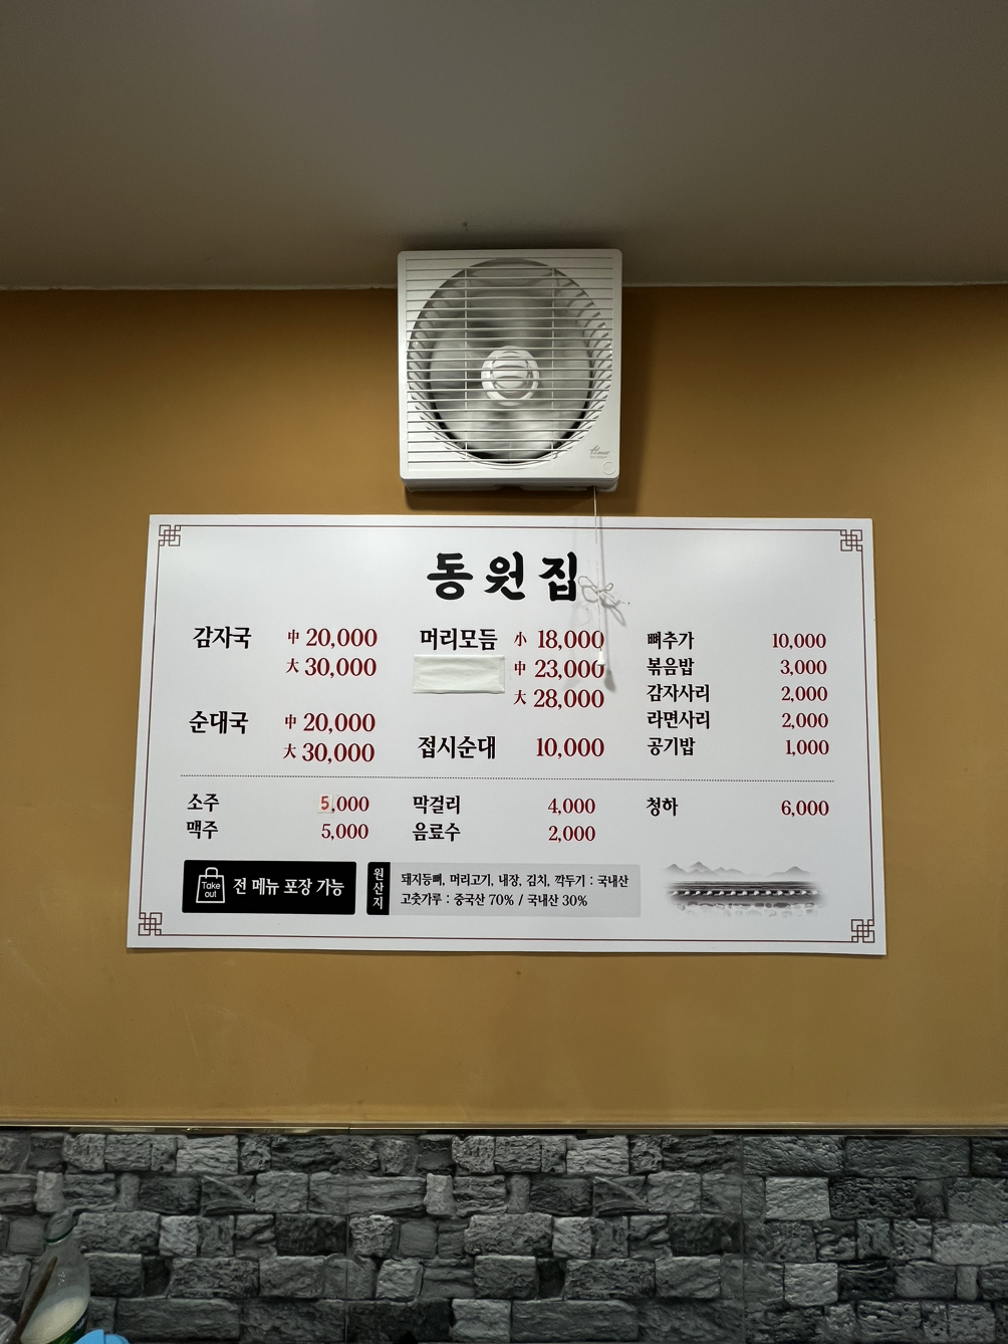 동원집
감자국 中 20,000
大 30,000
순대국 中 20,000
大 30,000
머리모듬 小 18,000
中 23,000
大 28,000
접시순대 10,000
뼈추가 10,000
볶음밥 3,000
감자사리 2,000
라면사리 2,000
공기밥 1,000
소주 5,000
맥주 5,000
막걸리 4,000
음료수 2,000
청하 6,000
Take out
전 메뉴 포장 가능
원산지
돼지등뼈, 머리고기, 내장, 김치, 깍두기 : 국내산
고춧가루 : 중국산 70% / 국내산 30%